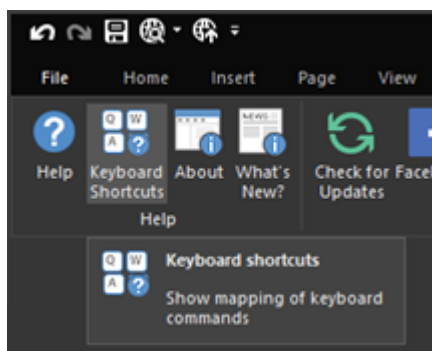 File Home Insert Page View
Q W
A ?
NEWS
?
Help Keyboard Shortcuts About What's New? Check for Updates
Help
Q W
A ?
Keyboard shortcuts
Show mapping of keyboard
commands